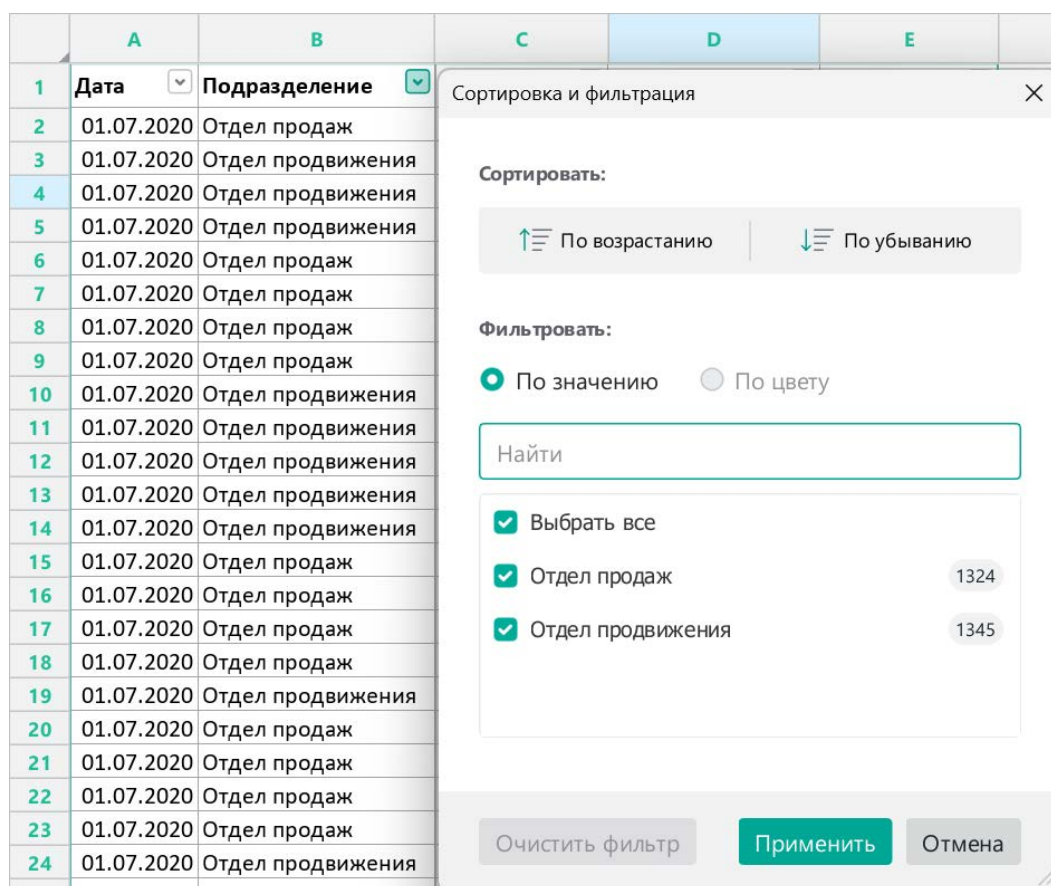 A B C D E
1 Дата Подразделение
2 01.07.2020 Отдел продаж
3 01.07.2020 Отдел продвижения
4 01.07.2020 Отдел продвижения
5 01.07.2020 Отдел продвижения
6 01.07.2020 Отдел продаж
7 01.07.2020 Отдел продаж
8 01.07.2020 Отдел продаж
9 01.07.2020 Отдел продаж
10 01.07.2020 Отдел продвижения
11 01.07.2020 Отдел продвижения
12 01.07.2020 Отдел продвижения
13 01.07.2020 Отдел продвижения
14 01.07.2020 Отдел продвижения
15 01.07.2020 Отдел продаж
16 01.07.2020 Отдел продаж
17 01.07.2020 Отдел продаж
18 01.07.2020 Отдел продаж
19 01.07.2020 Отдел продвижения
20 01.07.2020 Отдел продаж
21 01.07.2020 Отдел продаж
22 01.07.2020 Отдел продаж
23 01.07.2020 Отдел продаж
24 01.07.2020 Отдел продвижения
Сортировка и фильтрация
Сортировать:
По возрастанию По убыванию
Фильтровать:
По значению По цвету
Найти
Выбрать все
Отдел продаж 1324
Отдел продвижения 1345
Очистить фильтр Применить Отмена